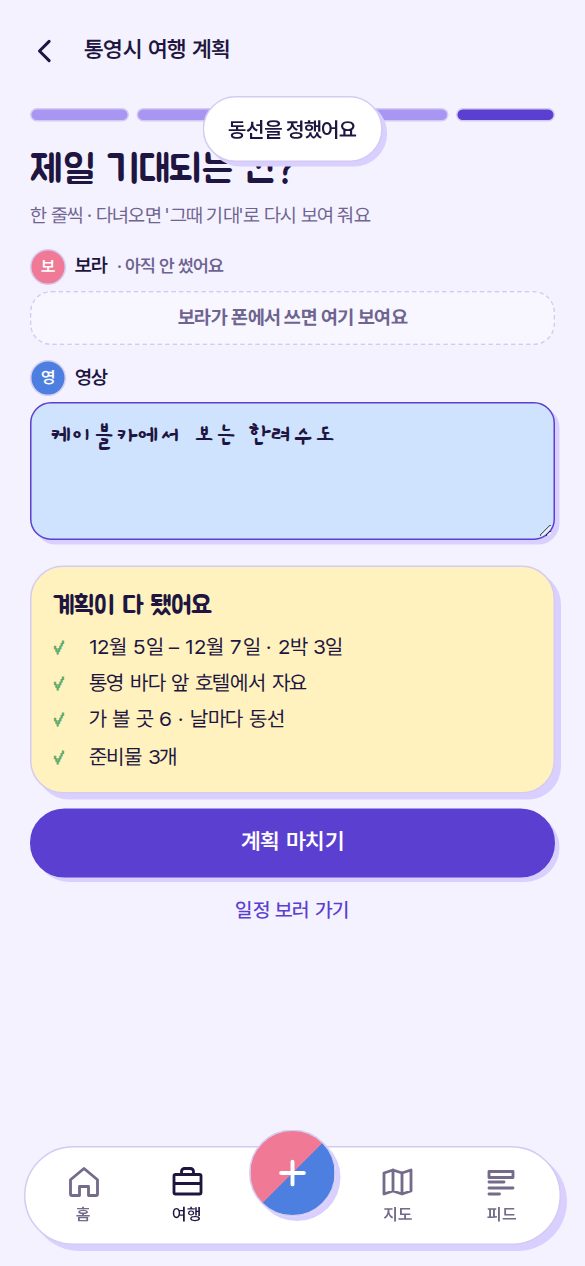 통영시 여행 계획
동선을 정했어요
제일 기대되는
한 줄씩 · 다녀오면 '그때 기대'로 다시 보여 줘요
보 보라 · 아직 안 썼어요
보라가 폰에서 쓰면 여기 보여요
영 영상
케이블카에서 보는 한려수도
계획이 다 됐어요
12월 5일 – 12월 7일 · 2박 3일
통영 바다 앞 호텔에서 자요
가 볼 곳 6 · 날마다 동선
준비물 3개
계획 마치기
일정 보러 가기
홈 여행 지도 피드